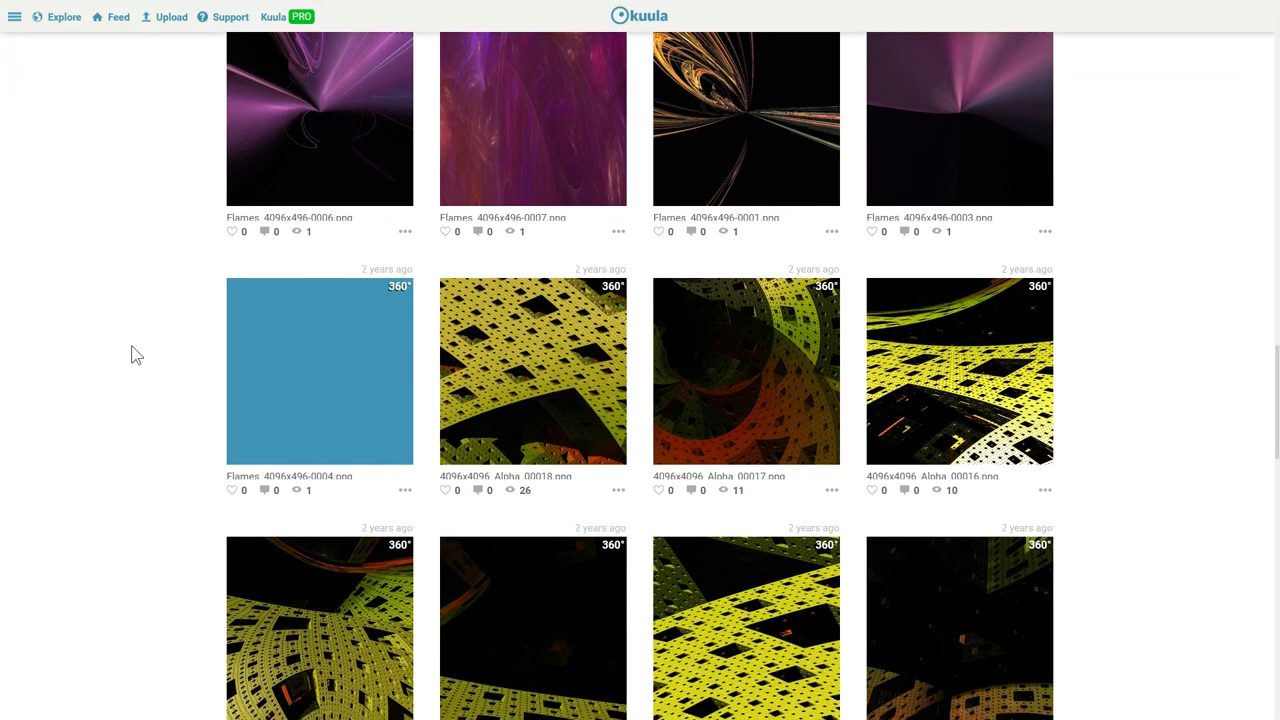 Explore Feed Upload Support Kuula PRO kuula
Flames_4096x496-0006.png Flames_4096x496-0007.png Flames_4096x496-0001.png Flames_4096x496-0003.png
0 0 1 0 0 1 0 0 1 0 0 1
2 years ago 2 years ago 2 years ago 2 years ago
360° 360° 360° 360°
Flames_4096x496-0004.png 4096x4096_Alpha_00018.png 4096x4096_Alpha_00017.png 4096x4096_Alpha_00016.png
0 0 1 0 0 26 0 0 11 0 0 10
2 years ago 2 years ago 2 years ago 2 years ago
360° 360° 360° 360°